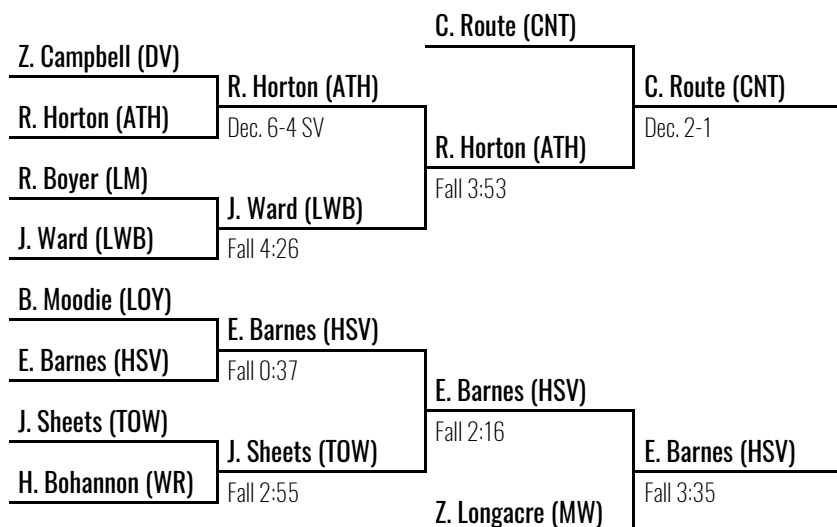 C. Route (CNT)
Z. Campbell (DV)
R. Horton (ATH)
C. Route (CNT)
R. Horton (ATH)
Dec. 6-4 SV
Dec. 2-1
R. Horton (ATH)
R. Boyer (LM)
Fall 3:53
J. Ward (LWB)
J. Ward (LWB)
Fall 4:26
B. Moodie (LOY)
E. Barnes (HSV)
E. Barnes (HSV)
Fall 0:37
E. Barnes (HSV)
J. Sheets (TOW)
Fall 2:16
J. Sheets (TOW)
E. Barnes (HSV)
H. Bohannon (WR)
Fall 2:55
Fall 3:35
Z. Longacre (MW)